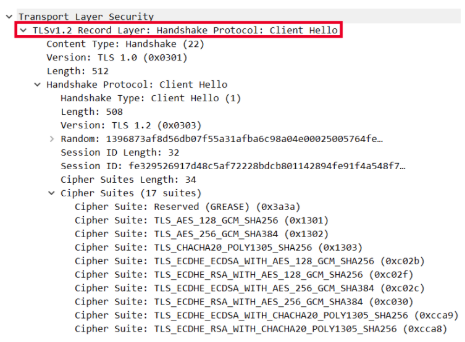 Transport Layer Security
TLSv1.2 Record Layer: Handshake Protocol: Client Hello
Content Type: Handshake (22)
Version: TLS 1.0 (0x0301)
Length: 512
Handshake Protocol: Client Hello
Handshake Type: Client Hello (1)
Length: 508
Version: TLS 1.2 (0x0303)
Random: 1396873af8d56db07f55a31afba6c98a04e00025005764fe…
Session ID Length: 32
Session ID: fe329526917d48c5af72228bdcb801142894fe91f4a548f7…
Cipher Suites Length: 34
Cipher Suites (17 suites)
Cipher Suite: Reserved (GREASE) (0x3a3a)
Cipher Suite: TLS_AES_128_GCM_SHA256 (0x1301)
Cipher Suite: TLS_AES_256_GCM_SHA384 (0x1302)
Cipher Suite: TLS_CHACHA20_POLY1305_SHA256 (0x1303)
Cipher Suite: TLS_ECDHE_ECDSA_WITH_AES_128_GCM_SHA256 (0xc02b)
Cipher Suite: TLS_ECDHE_RSA_WITH_AES_128_GCM_SHA256 (0xc02f)
Cipher Suite: TLS_ECDHE_ECDSA_WITH_AES_256_GCM_SHA384 (0xc02c)
Cipher Suite: TLS_ECDHE_RSA_WITH_AES_256_GCM_SHA384 (0xc030)
Cipher Suite: TLS_ECDHE_ECDSA_WITH_CHACHA20_POLY1305_SHA256 (0xcca9)
Cipher Suite: TLS_ECDHE_RSA_WITH_CHACHA20_POLY1305_SHA256 (0xcca8)